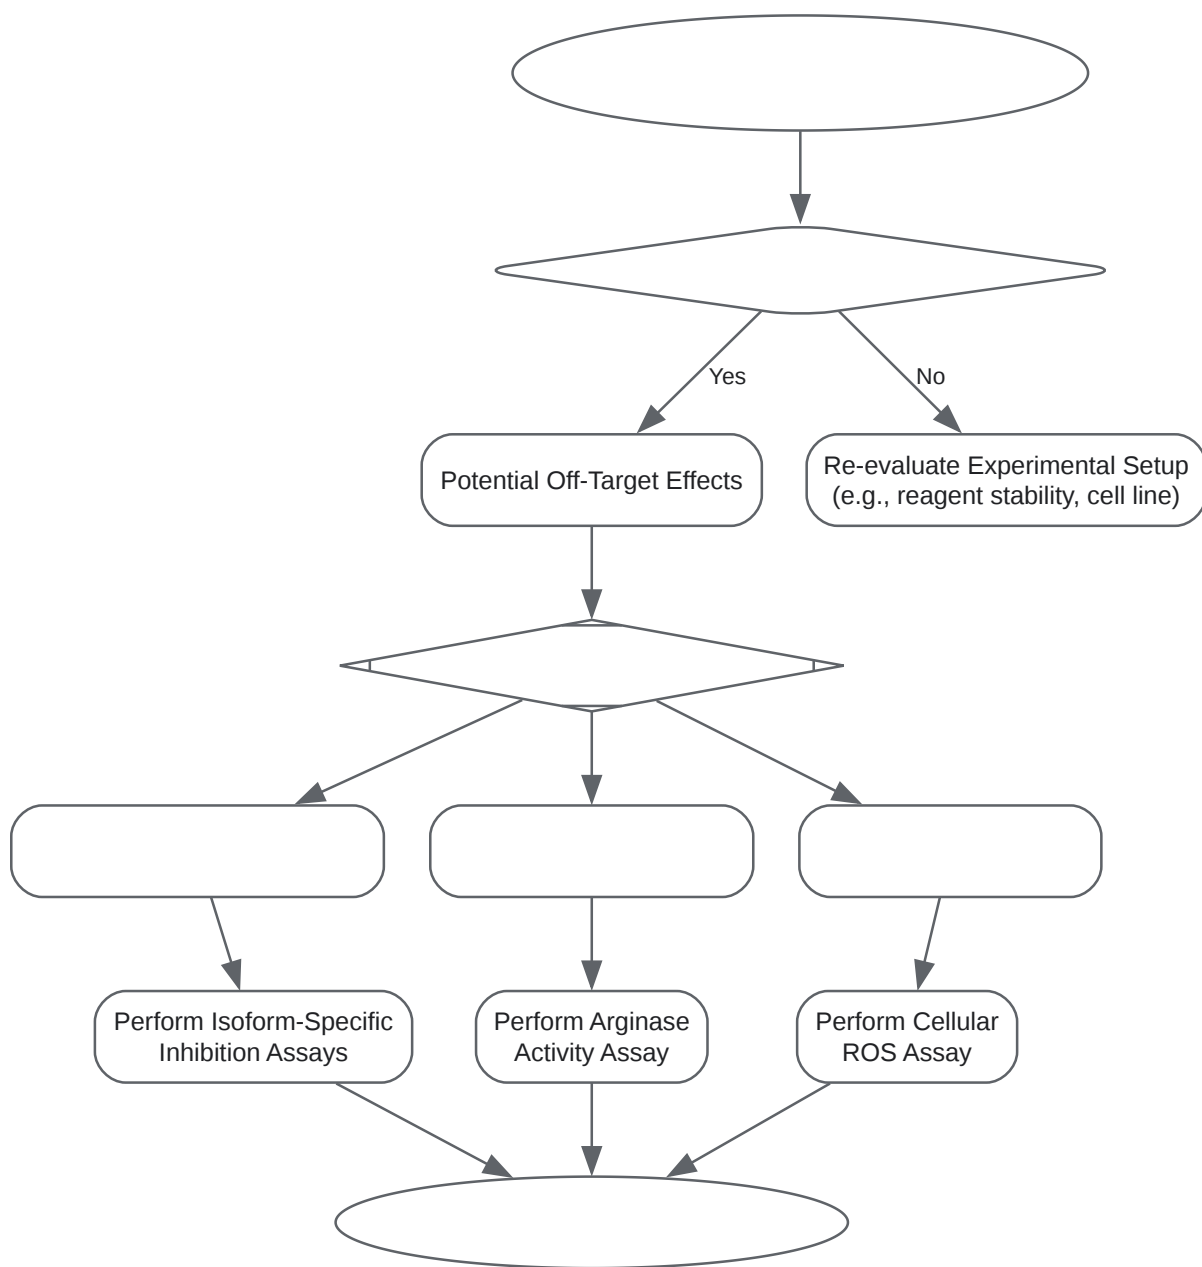 Yes
No
Potential Off-Target Effects
Re-evaluate Experimental Setup
(e.g., reagent stability, cell line)
Perform Isoform-Specific
Inhibition Assays
Perform Arginase
Activity Assay
Perform Cellular
ROS Assay